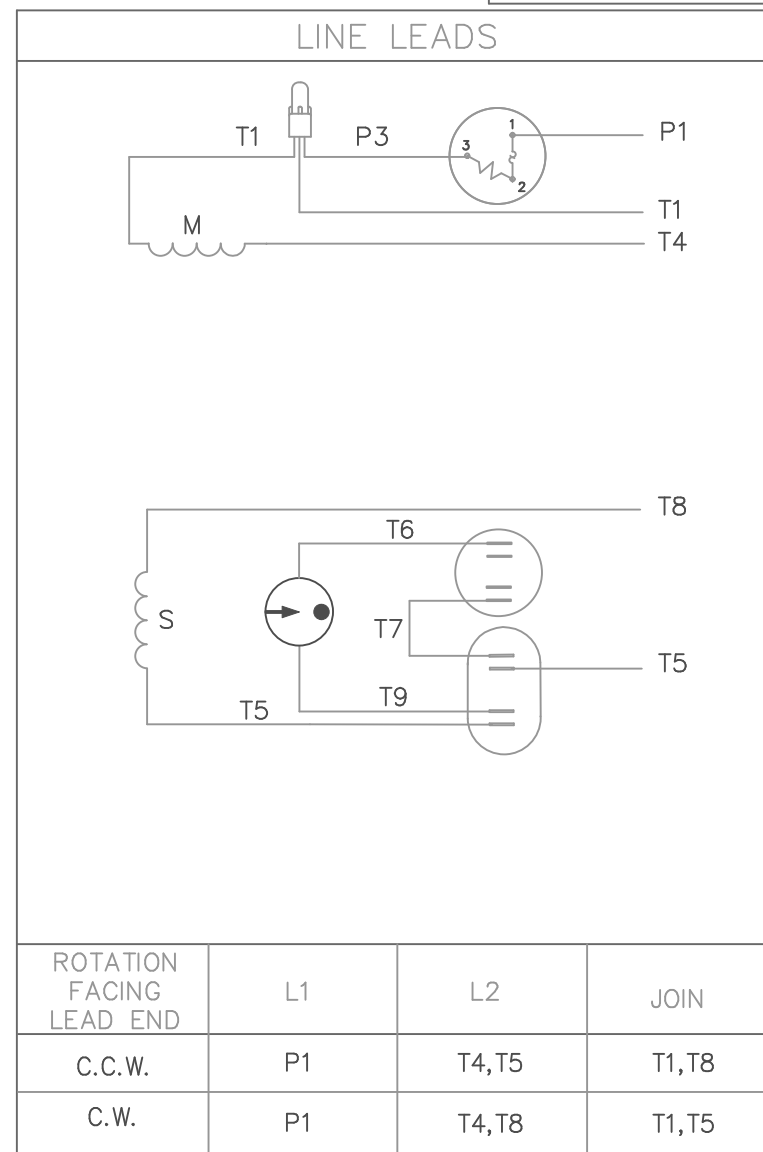 LINE LEADS
T1
P3
1
3
2
P1
T1
M
T4
T8
T6
S
T7
T5
T5
T9
ROTATION
FACING
LEAD END
L1
L2
JOIN
C.C.W.
P1
T4,T5
T1,T8
C.W.
P1
T4,T8
T1,T5